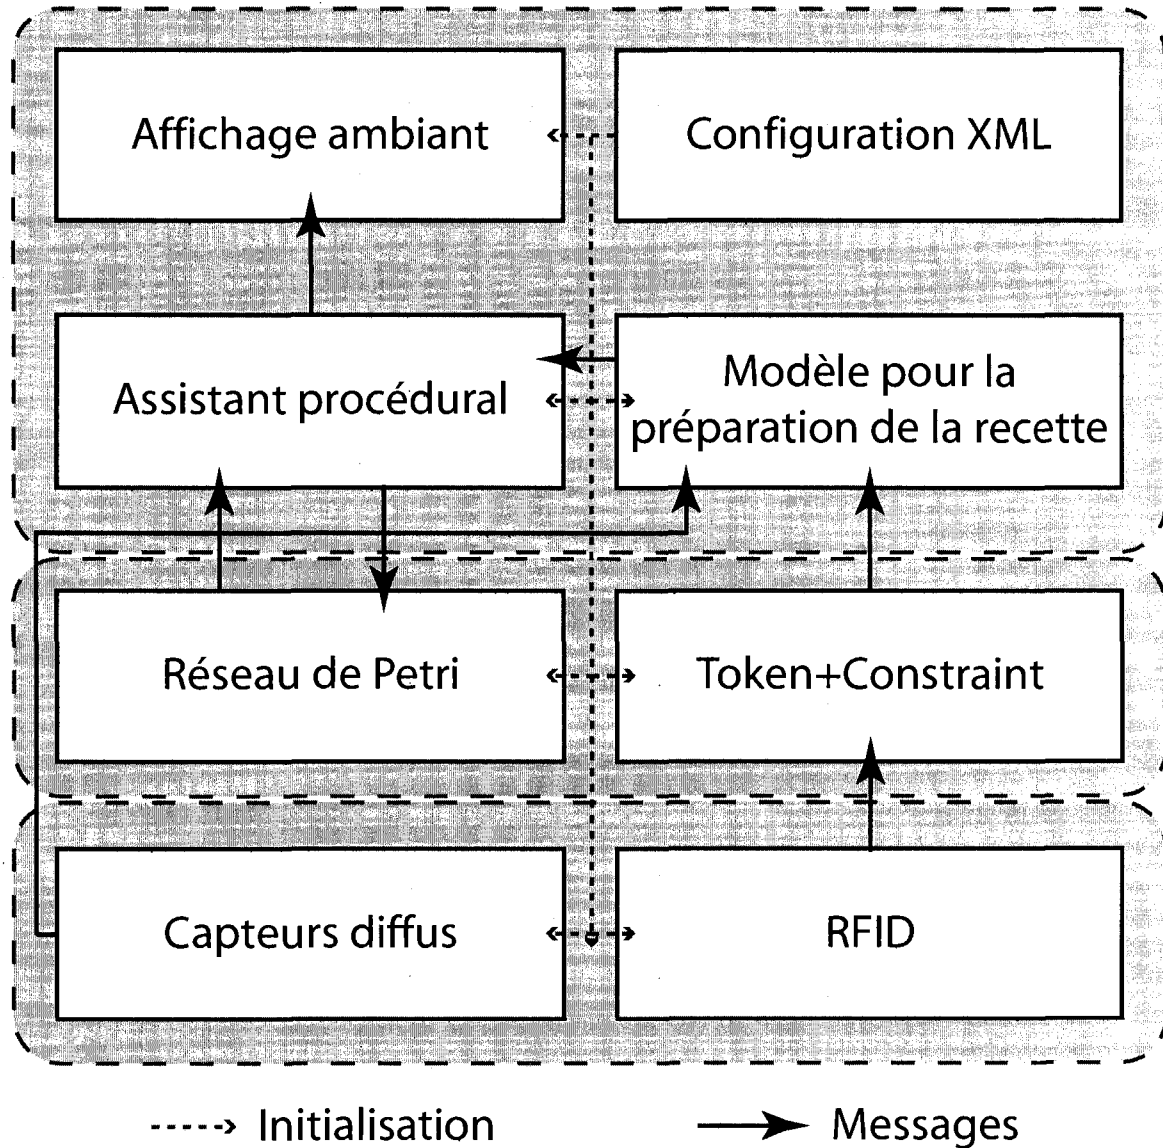 Affichage ambiant
Configuration XML
Assistant procédural
Modèle pour la
préparation de la recette
Réseau de Petri
Token+Constraint
Capteurs diffus
RFID
Initialisation
Messages